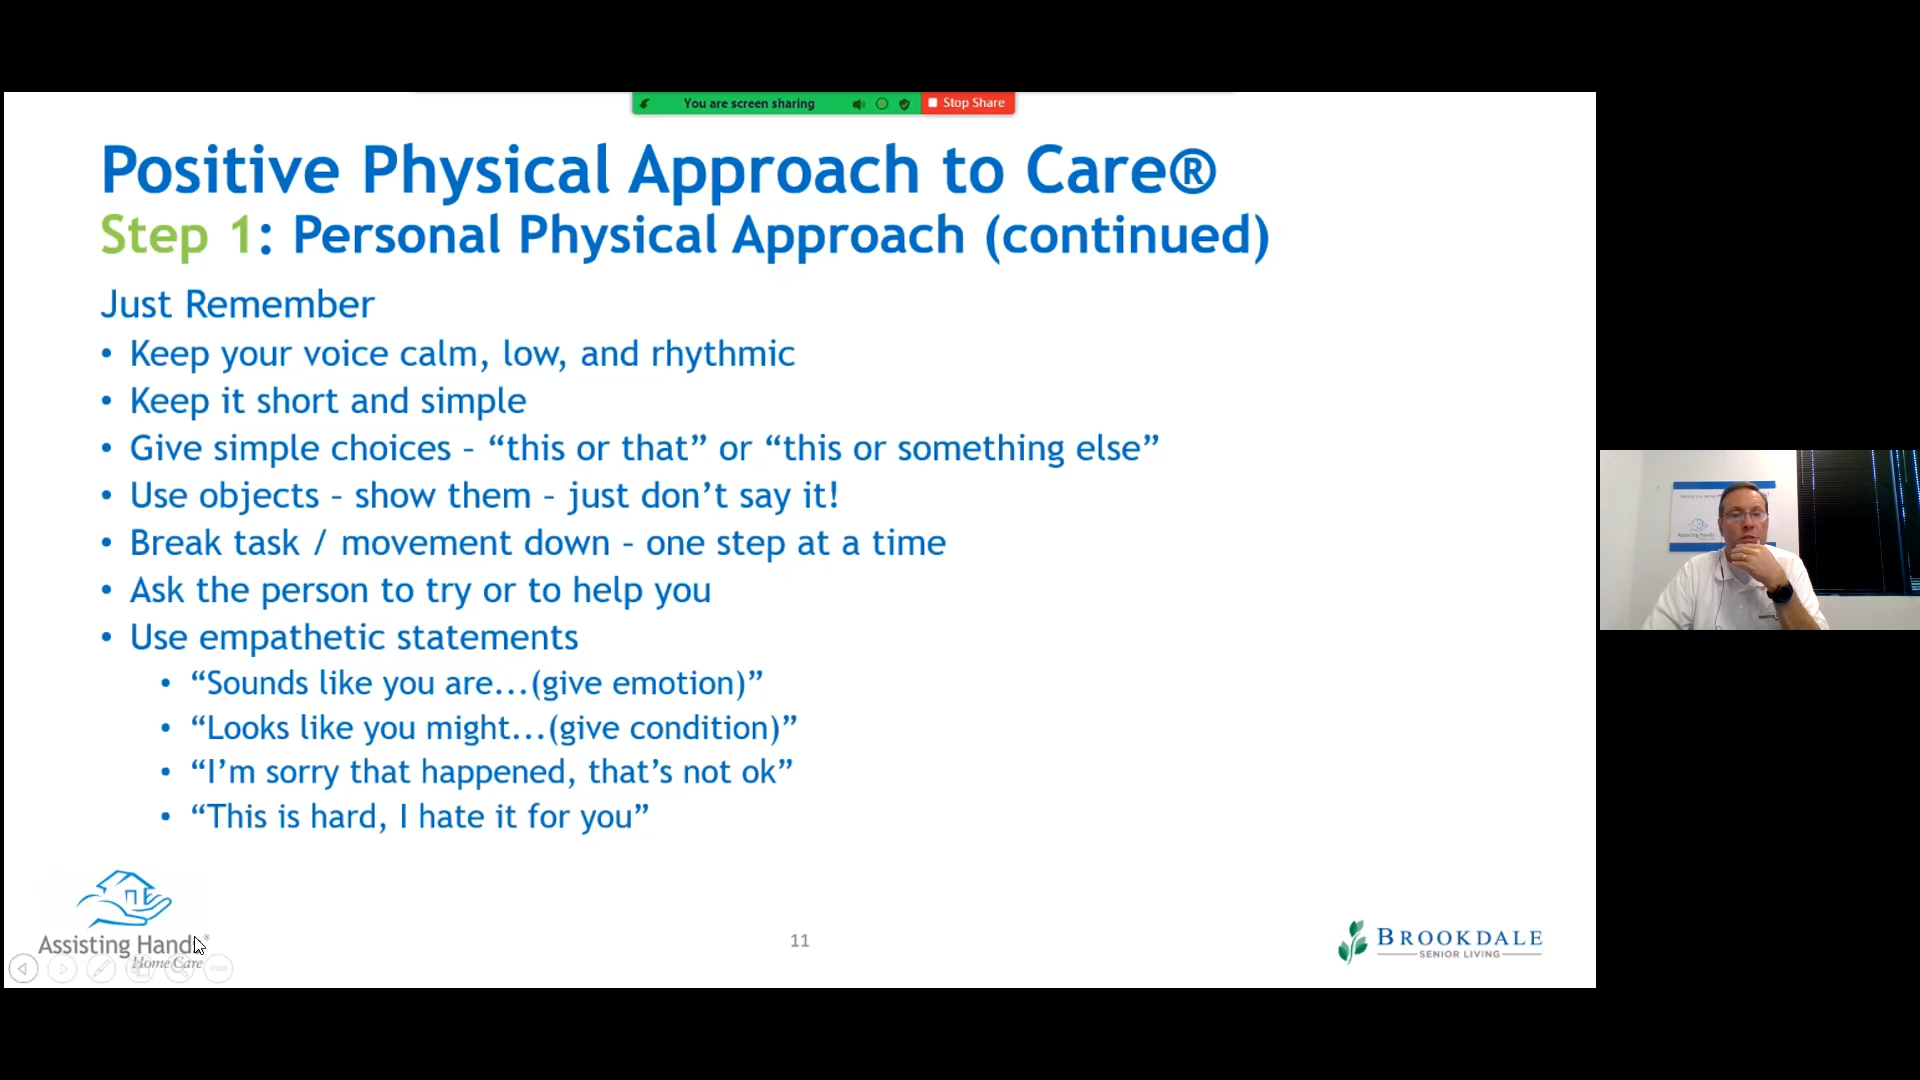 You are screen sharing
Stop Share
Positive Physical Approach to Care®
Step 1: Personal Physical Approach (continued)
Just Remember
• Keep your voice calm, low, and rhythmic
• Keep it short and simple
• Give simple choices – “this or that” or “this or something else”
• Use objects – show them – just don’t say it!
• Break task / movement down – one step at a time
• Ask the person to try or to help you
• Use empathetic statements
• “Sounds like you are...(give emotion)”
• “Looks like you might...(give condition)”
• “I’m sorry that happened, that’s not ok”
• “This is hard, I hate it for you”
Assisting Hands®
Home Care
11
BROOKDALE
SENIOR LIVING
Assisting Hands